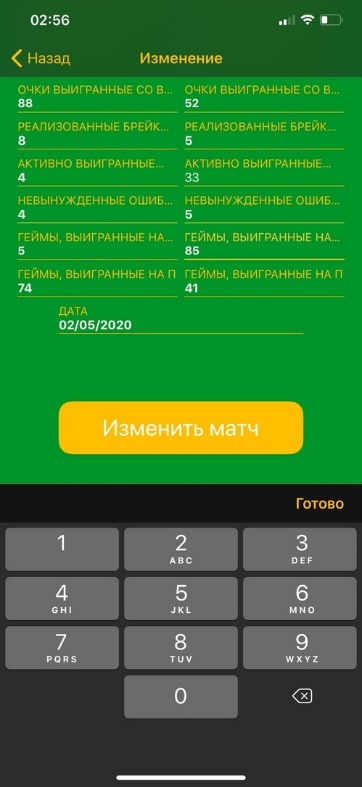 02:56
Назад
Изменение
ОЧКИ ВЫИГРАННЫЕ СО В... ОЧКИ ВЫИГРАННЫЕ СО В...
88 52
РЕАЛИЗОВАННЫЕ БРЕЙК... РЕАЛИЗОВАННЫЕ БРЕЙК...
8 5
АКТИВНО ВЫИГРАННЫЕ... АКТИВНО ВЫИГРАННЫЕ...
4 33
НЕВЫНУЖДЕННЫЕ ОШИБ... НЕВЫНУЖДЕННЫЕ ОШИБ...
4 5
ГЕЙМЫ, ВЫИГРАННЫЕ НА... ГЕЙМЫ, ВЫИГРАННЫЕ НА...
5 85
ГЕЙМЫ, ВЫИГРАННЫЕ НА П ГЕЙМЫ, ВЫИГРАННЫЕ НА П
74 41
ДАТА
02/05/2020
Изменить матч
Готово
1 2 3
ABC DEF
4 5 6
GHI JKL MNO
7 8 9
PQRS TUV WXYZ
0